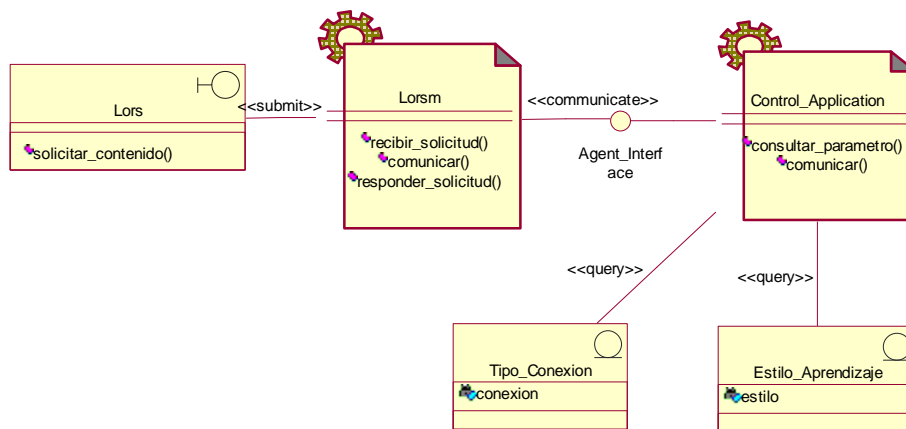 Lors
solicitar_contenido()
<<submit>>
Lorsm
recibir_solicitud()
comunicar()
responder_solicitud()
<<communicate>>
Agent_Interf
ace
Control_Application
consultar_parametro()
comunicar()
<<query>>
<<query>>
Tipo_Conexion
conexion
Estilo_Aprendizaje
estilo